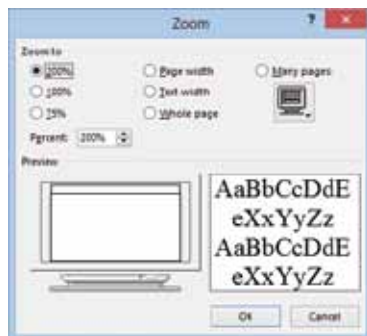 Zoom
Zoom to
200%
Page width
Many pages
100%
Text width
75%
Whole page
Percent: 200%
Preview
AaBbCcDdE
eXxYyZz
AaBbCcDdE
eXxYyZz
OK
Cancel